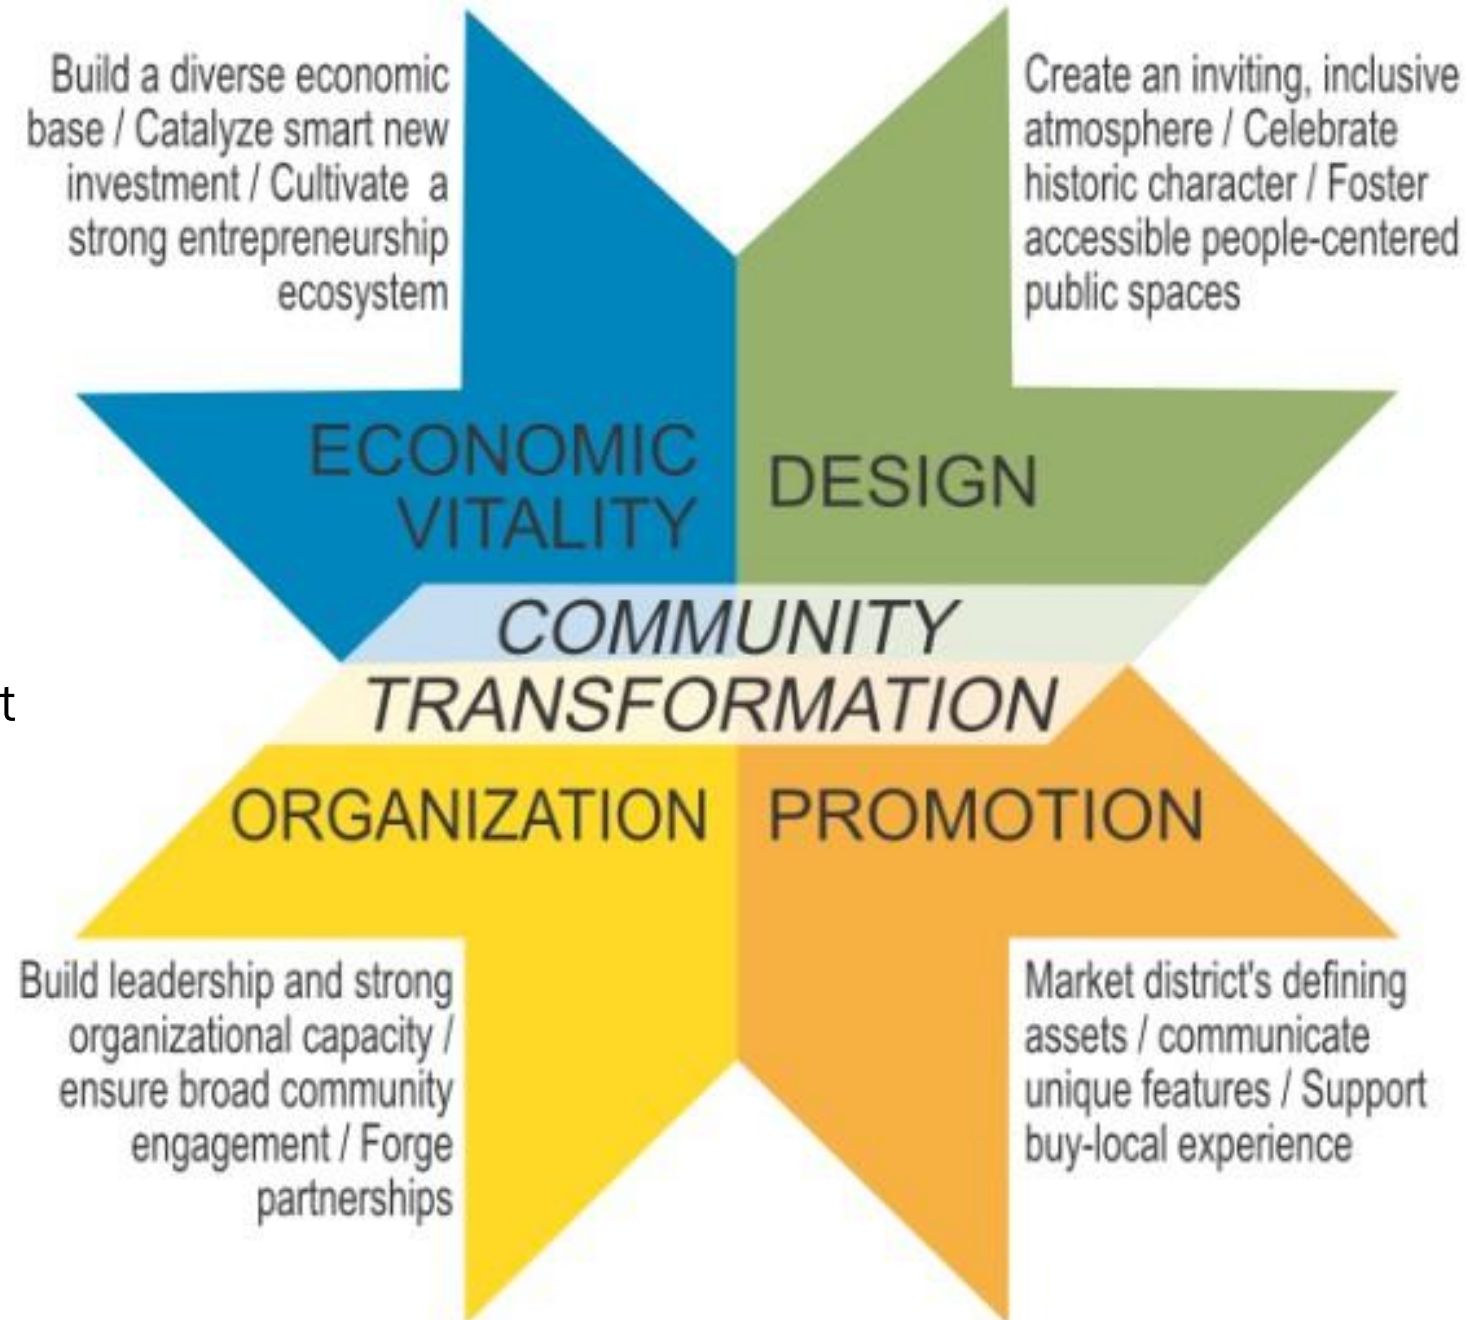 Build a diverse economic
base / Catalyze smart new
investment / Cultivate a
strong entrepreneurship
ecosystem
Create an inviting, inclusive
atmosphere / Celebrate
historic character / Foster
accessible people-centered
public spaces
ECONOMIC
VITALITY
DESIGN
COMMUNITY
TRANSFORMATION
t
ORGANIZATION
PROMOTION
Build leadership and strong
organizational capacity /
ensure broad community
engagement / Forge
partnerships
Market district's defining
assets / communicate
unique features / Support
buy-local experience